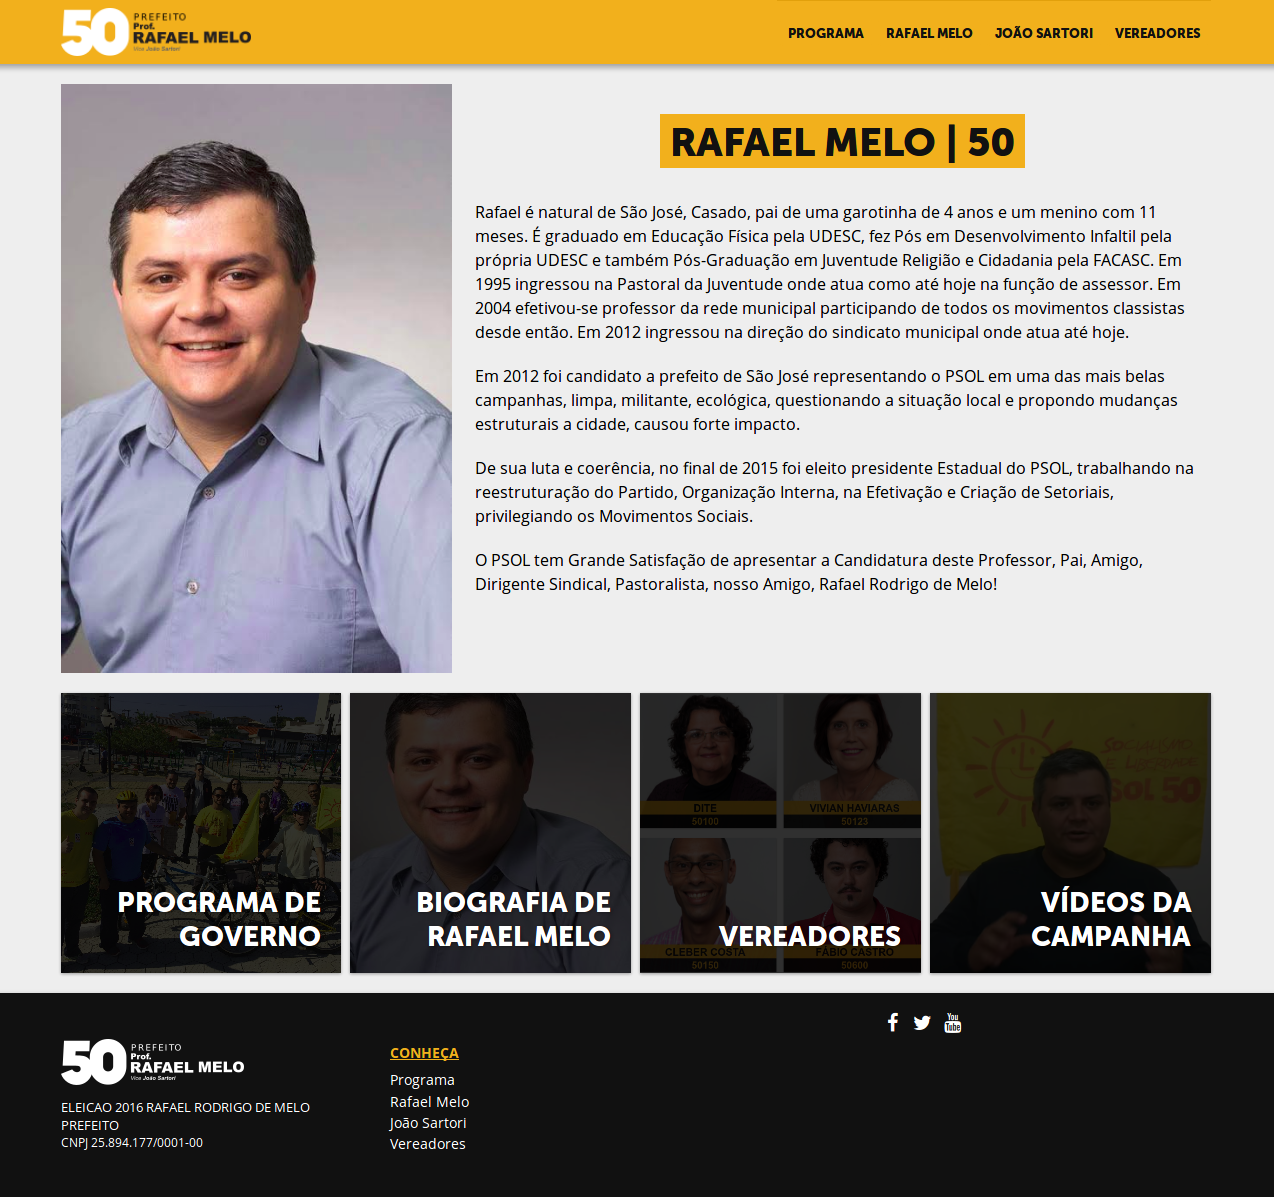 50 PREFEITO
Prof.
RAFAEL MELO
Vice João Sartori
PROGRAMA RAFAEL MELO JOÃO SARTORI VEREADORES
RAFAEL MELO | 50
Rafael é natural de São José, Casado, pai de uma garotinha de 4 anos e um menino com 11
meses. É graduado em Educação Física pela UDESC, fez Pós em Desenvolvimento Infaltil pela
própria UDESC e também Pós-Graduação em Juventude Religião e Cidadania pela FACASC. Em
1995 ingressou na Pastoral da Juventude onde atua como até hoje na função de assessor. Em
2004 efetivou-se professor da rede municipal participando de todos os movimentos classistas
desde então. Em 2012 ingressou na direção do sindicato municipal onde atua até hoje.
Em 2012 foi candidato a prefeito de São José representando o PSOL em uma das mais belas
campanhas, limpa, militante, ecológica, questionando a situação local e propondo mudanças
estruturais a cidade, causou forte impacto.
De sua luta e coerência, no final de 2015 foi eleito presidente Estadual do PSOL, trabalhando na
reestruturação do Partido, Organização Interna, na Efetivação e Criação de Setoriais,
privilegiando os Movimentos Sociais.
O PSOL tem Grande Satisfação de apresentar a Candidatura deste Professor, Pai, Amigo,
Dirigente Sindical, Pastoralista, nosso Amigo, Rafael Rodrigo de Melo!
PROGRAMA DE
GOVERNO
BIOGRAFIA DE
RAFAEL MELO
DITE
50100
VIVIAN HAVIARAS
50123
VEREADORES
CLEBER COSTA
50150
FÁBIO CASTRO
50600
SOCIALISMO
E LIBERDADE
PSOL 50
VÍDEOS DA
CAMPANHA
50 PREFEITO
Prof.
RAFAEL MELO
Vice João Sartori
ELEICAO 2016 RAFAEL RODRIGO DE MELO
PREFEITO
CNPJ 25.894.177/0001-00
CONHEÇA
Programa
Rafael Melo
João Sartori
Vereadores
You
Tube